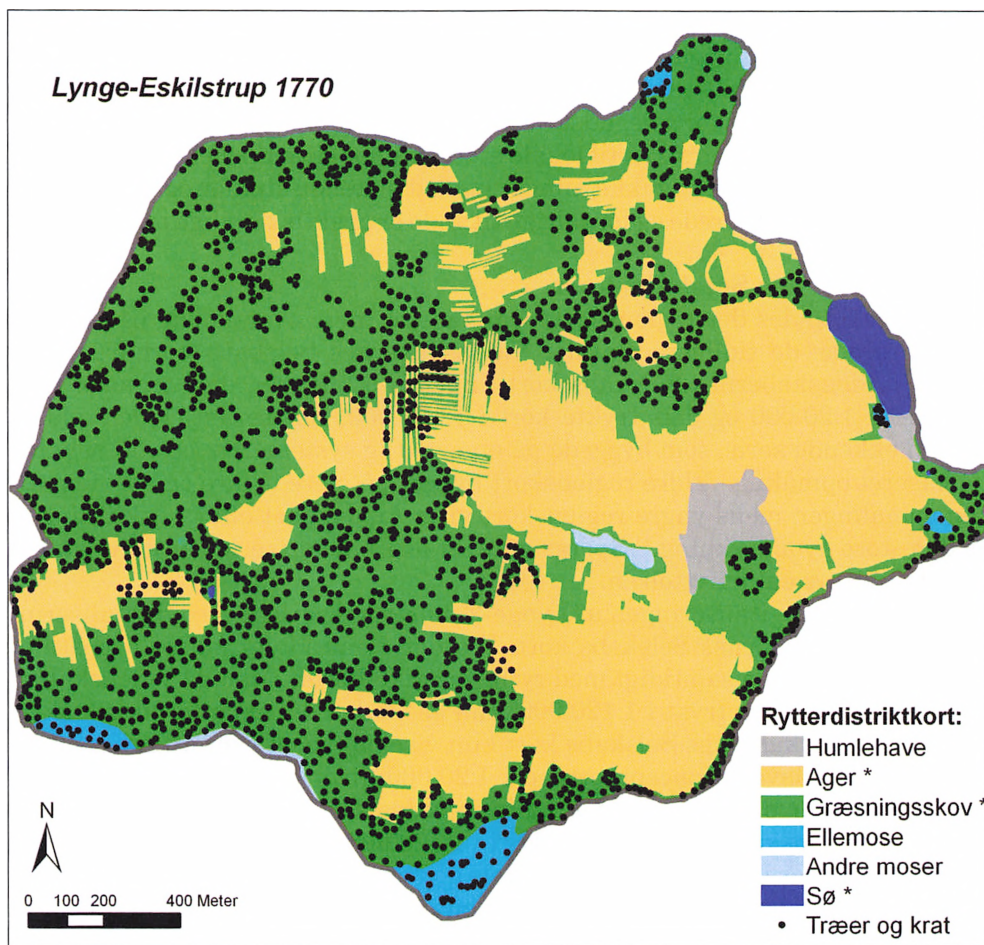 Lynge-Eskilstrup 1770
Rytterdistriktkort:
Humlehave
Ager *
Græsningsskov *
Ellemose
Andre moser
Sø *
Træer og krat
N
0 100 200 400 Meter